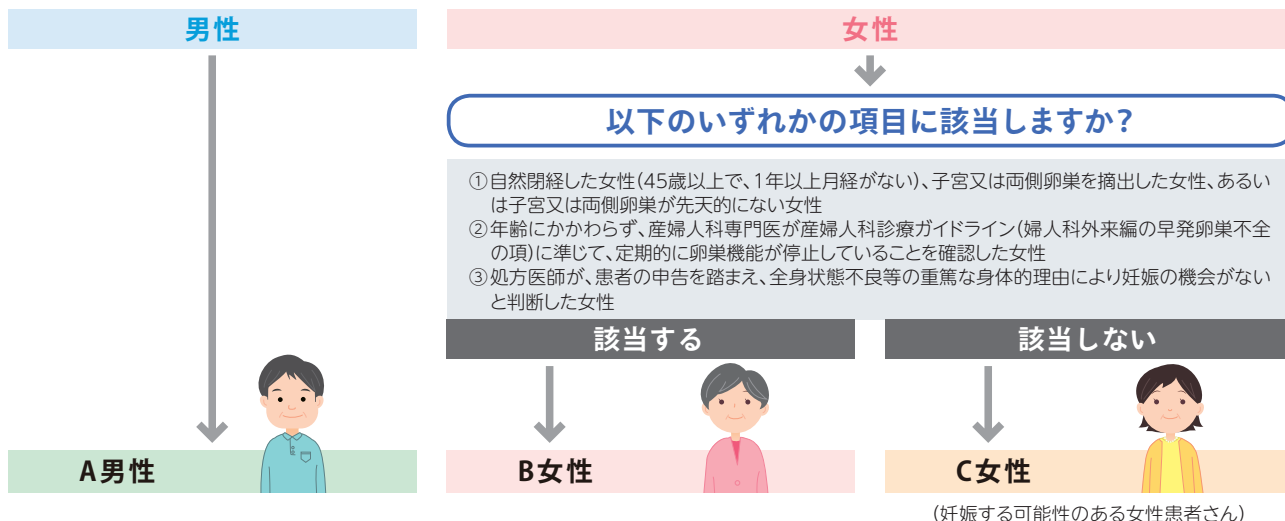 男性
女性
以下のいずれかの項目に該当しますか?
①自然閉経した女性(45歳以上で、1年以上月経がない)、子宮又は両側卵巣を摘出した女性、あるい
は子宮又は両側卵巣が先天的にない女性
②年齢にかかわらず、産婦人科専門医が産婦人科診療ガイドライン(婦人科外来編の早発卵巣不全
の項)に準じて、定期的に卵巣機能が停止していることを確認した女性
③処方医師が、患者の申告を踏まえ、全身状態不良等の重篤な身体的理由により妊娠の機会がない
と判断した女性
該当する
該当しない
A男性
B女性
C女性
(妊娠する可能性のある女性患者さん)